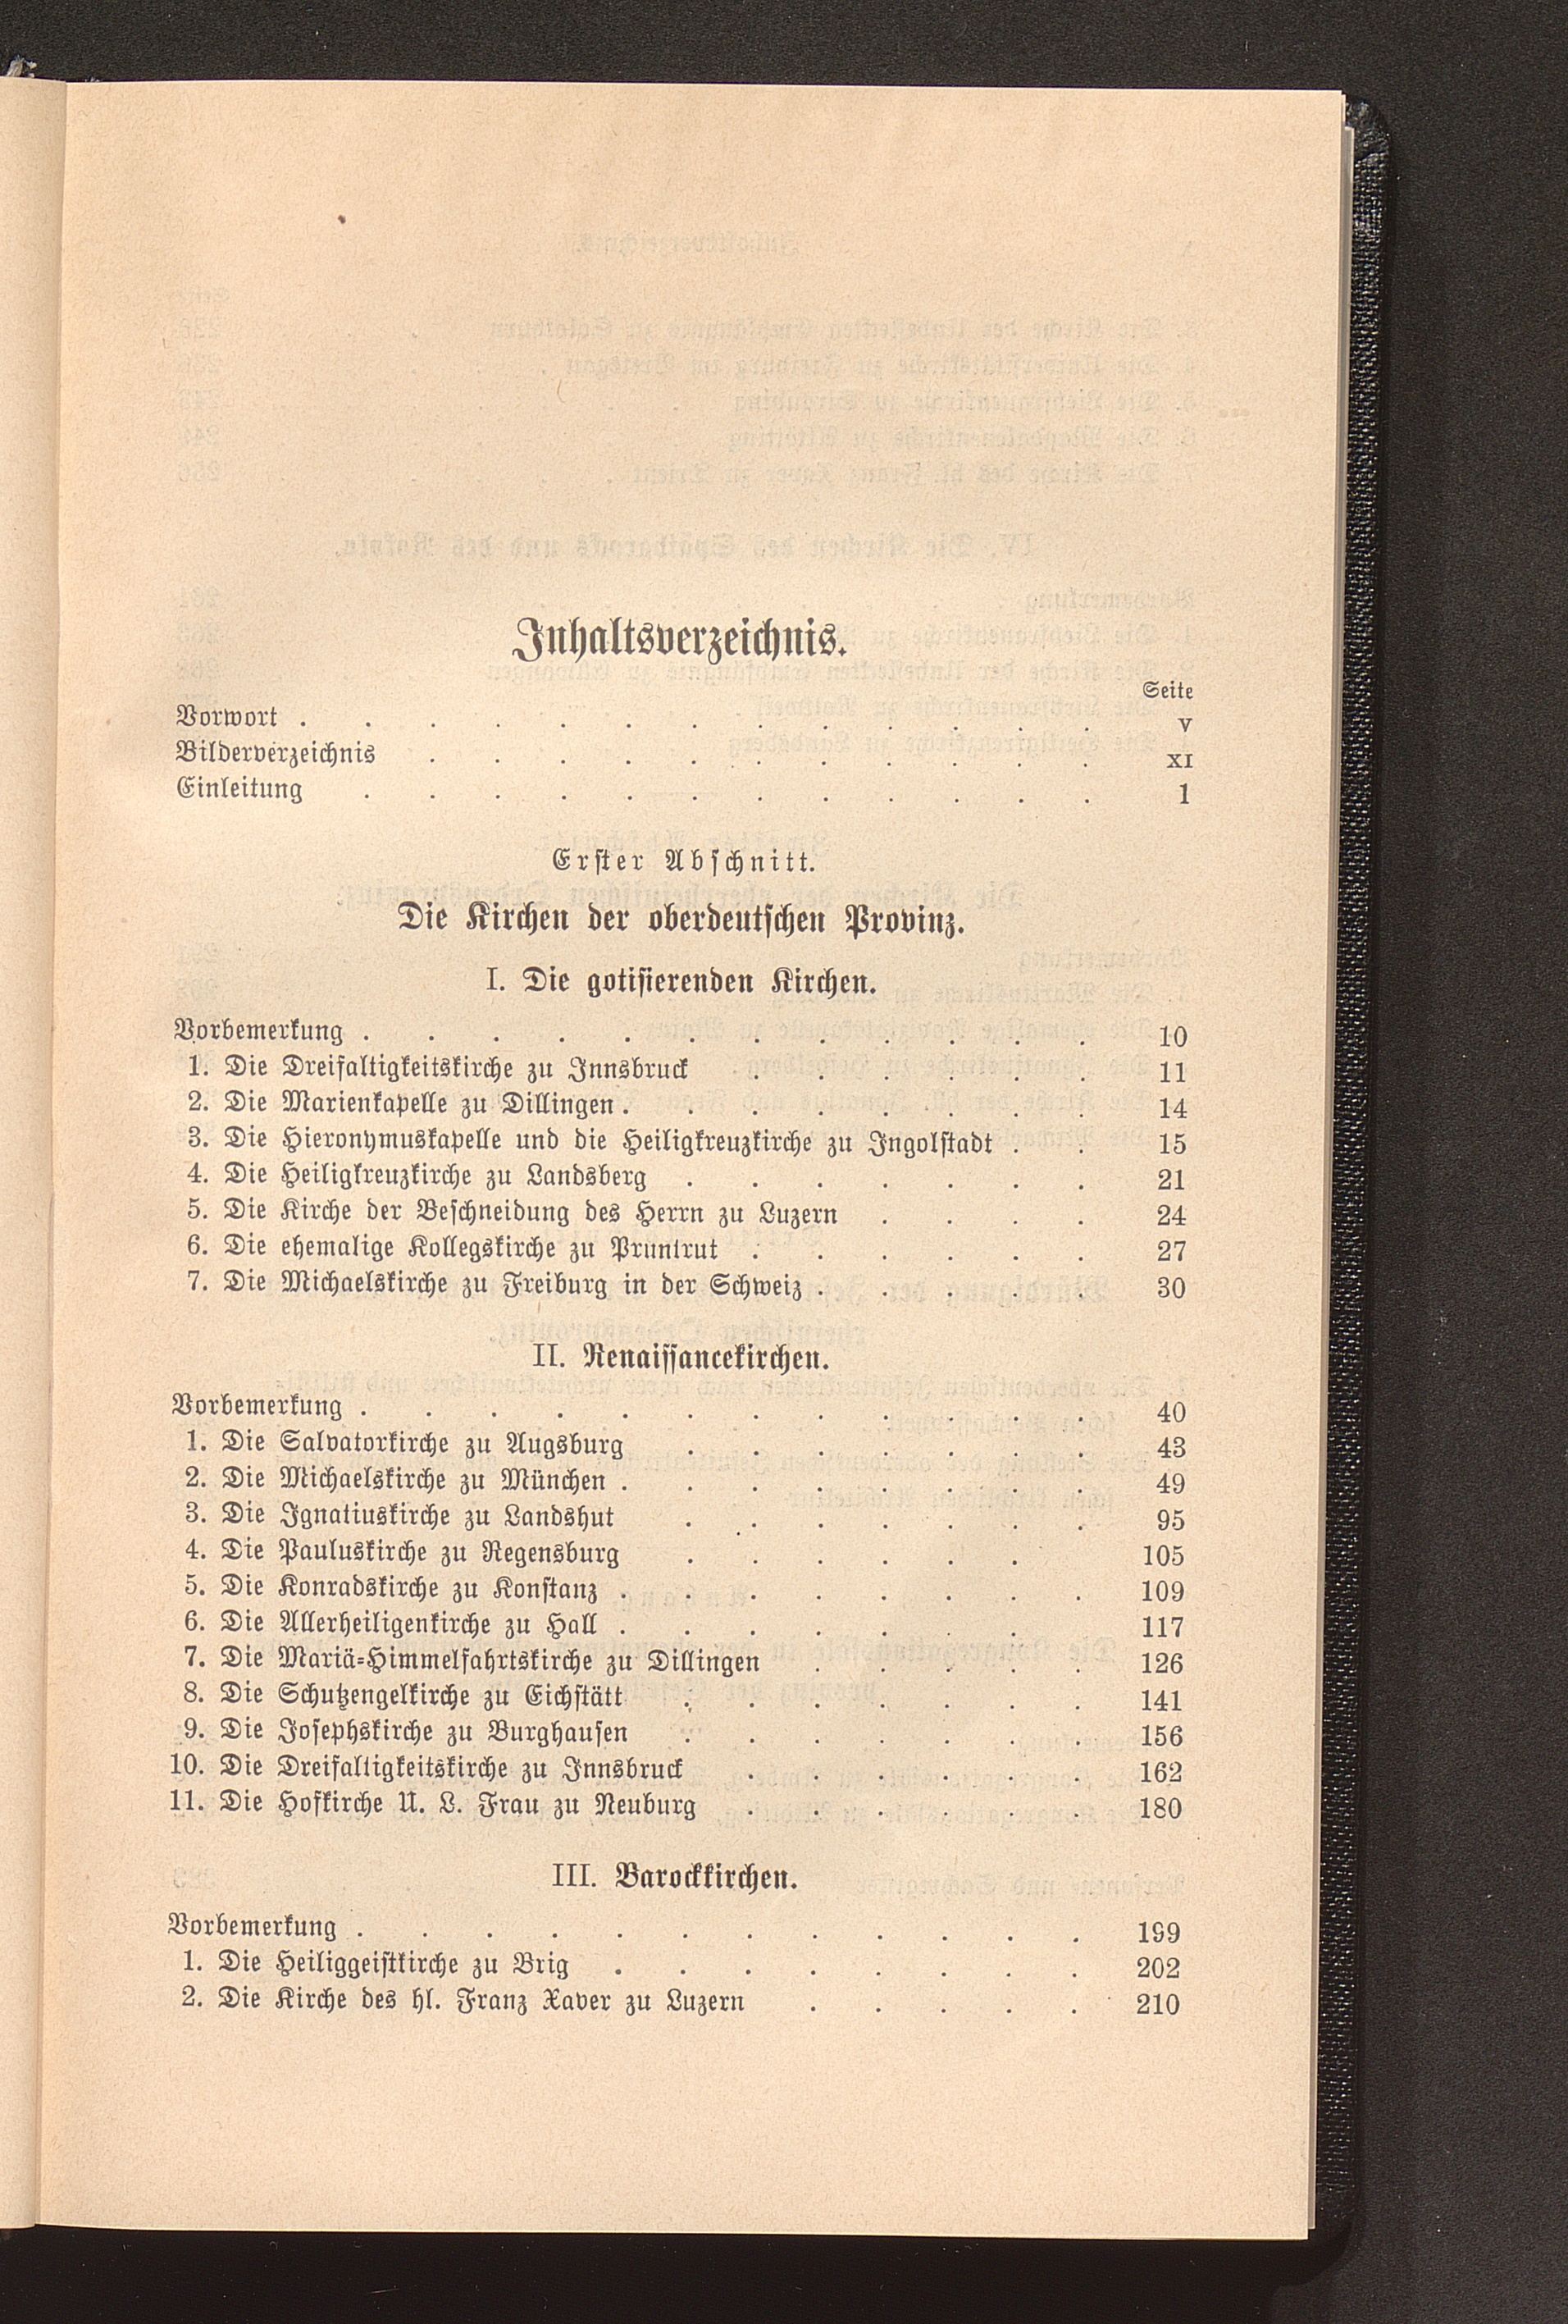 Inhaltsverzeichnis.
Seite
Vorwort . . . . . . . . . . . . . V
Bilderverzeichnis . . . . . . . . . . . XI
Einleitung . . . . . . . . . . . . 1
Erster Abschnitt.
Die Kirchen der oberdeutschen Provinz.
I. Die gotisierenden Kirchen.
Vorbemerkung . . . . . . . . . . . . 10
1. Die Dreifaltigkeitskirche zu Innsbruck . . . . . . 11
2. Die Marienkapelle zu Dillingen . . . . . . . . 14
3. Die Hieronymuskapelle und die Heiligkreuzkirche zu Ingolstadt . . 15
4. Die Heiligkreuzkirche zu Landsberg . . . . . . . 21
5. Die Kirche der Beschneidung des Herrn zu Luzern . . . . 24
6. Die ehemalige Kollegskirche zu Pruntrut . . . . . . 27
7. Die Michaelskirche zu Freiburg in der Schweiz . . . . . 30
II. Renaissancekirchen.
Vorbemerkung . . . . . . . . . . . . 40
1. Die Salvatorkirche zu Augsburg . . . . . . . 43
2. Die Michaelskirche zu München . . . . . . . . 49
3. Die Ignatiuskirche zu Landshut . . . . . . . 95
4. Die Pauluskirche zu Regensburg . . . . . . 105
5. Die Konradskirche zu Konstanz . . . . . . . . 109
6. Die Allerheiligenkirche zu Hall . . . . . . . 117
7. Die Mariä-Himmelfahrtskirche zu Dillingen . . . . . 126
8. Die Schutzengelkirche zu Eichstätt . . . . . . . 141
9. Die Josephskirche zu Burghausen . . . . . . . 156
10. Die Dreifaltigkeitskirche zu Innsbruck . . . . . . 162
11. Die Hofkirche U. L. Frau zu Neuburg . . . . . . 180
III. Barockkirchen.
Vorbemerkung . . . . . . . . . . . . 199
1. Die Heiliggeistkirche zu Brig . . . . . . . . 202
2. Die Kirche des hl. Franz Xaver zu Luzern . . . . . 210